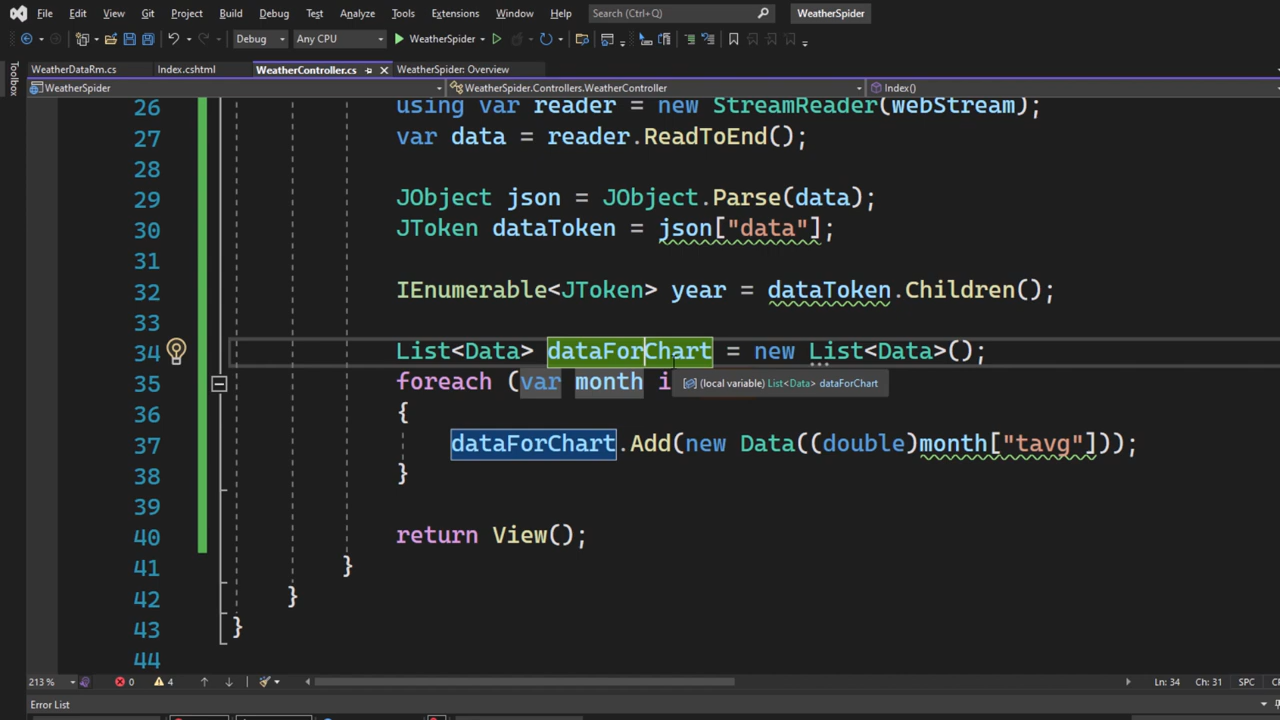 File Edit View Git Project Build Debug Test Analyze Tools Extensions Window Help Search (Ctrl+Q) WeatherSpider
Debug Any CPU WeatherSpider
Toolbox
WeatherDataRm.cs Index.cshtml WeatherController.cs WeatherSpider: Overview
WeatherSpider WeatherSpider.Controllers.WeatherController Index()
26 using var reader = new StreamReader(webStream);
27 var data = reader.ReadToEnd();
28
29 JObject json = JObject.Parse(data);
30 JToken dataToken = json["data"];
31
32 IEnumerable<JToken> year = dataToken.Children();
33
34 List<Data> dataForChart = new List<Data>();
35 foreach (var month i
(local variable) List<Data> dataForChart
36 {
37 dataForChart.Add(new Data((double)month["tavg"]));
38 }
39
40 return View();
41 }
42 }
43 }
44
213 % 0 4 Ln: 34 Ch: 31 SPC
Error List